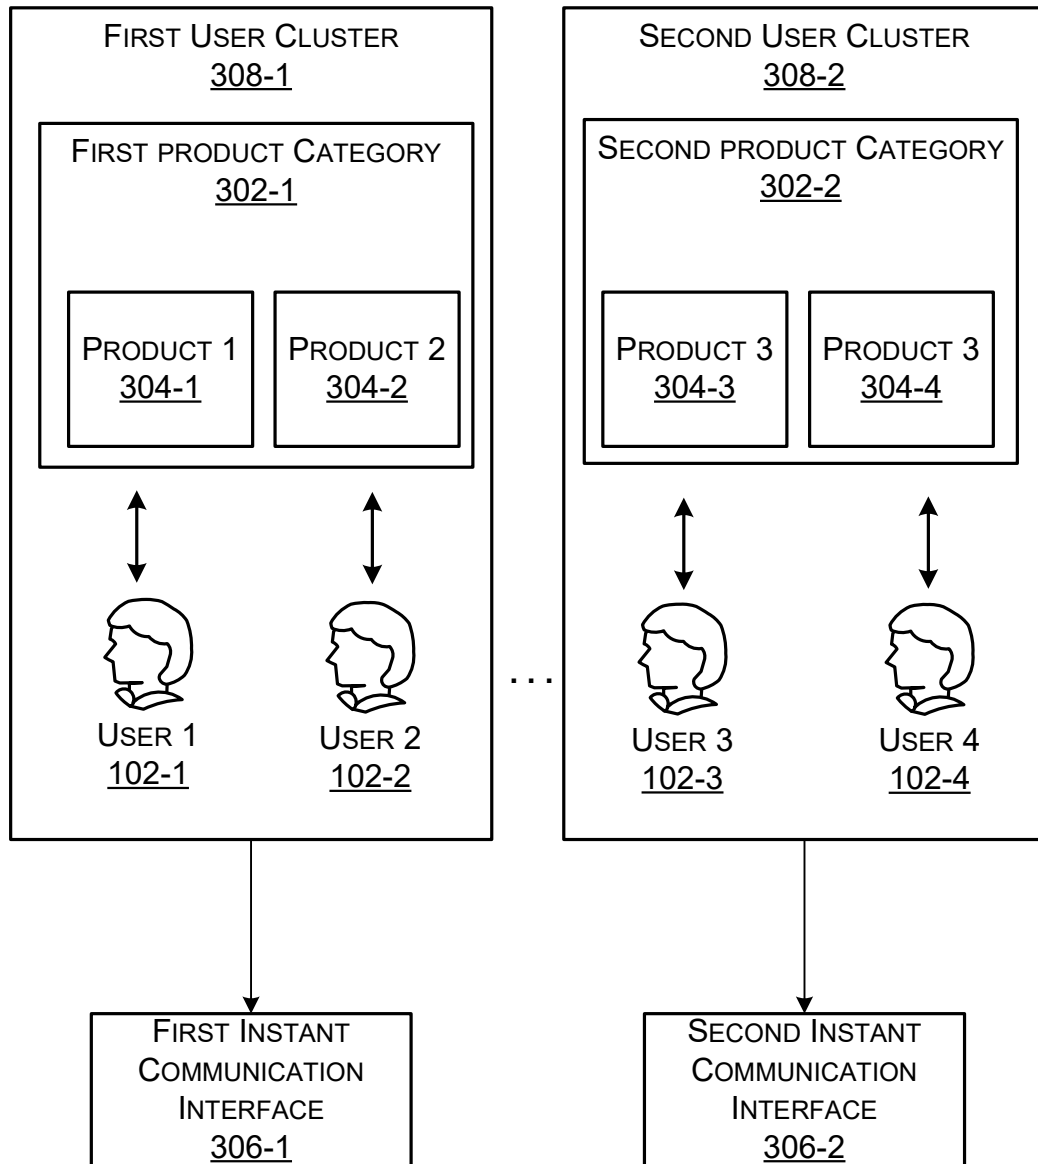 FIRST USER CLUSTER
308-1
FIRST PRODUCT CATEGORY
302-1
PRODUCT 1
304-1
PRODUCT 2
304-2
USER 1
102-1
USER 2
102-2
. . .
SECOND USER CLUSTER
308-2
SECOND PRODUCT CATEGORY
302-2
PRODUCT 3
304-3
PRODUCT 3
304-4
USER 3
102-3
USER 4
102-4
FIRST INSTANT
COMMUNICATION
INTERFACE
306-1
SECOND INSTANT
COMMUNICATION
INTERFACE
306-2